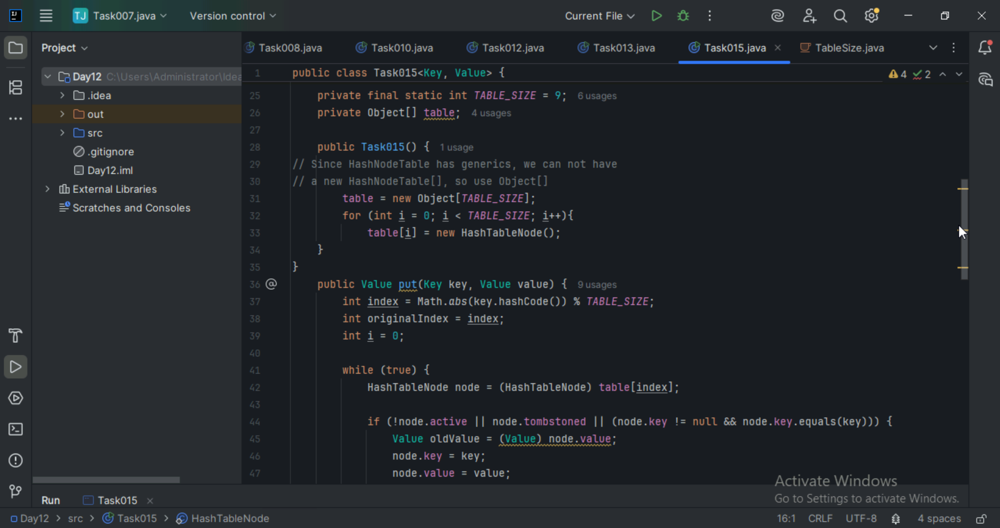 TJ Task007.java Version control Current File
Project
Task008.java Task010.java Task012.java Task013.java Task015.java TableSize.java
Day12 C:\Users\Administrator\Idea
.idea
out
src
.gitignore
Day12.iml
External Libraries
Scratches and Consoles
1 public class Task015<Key, Value> { 4 2
25 private final static int TABLE_SIZE = 9; 6 usages
26 private Object[] table; 4 usages
27
28 public Task015() { 1 usage
29 // Since HashNodeTable has generics, we can not have
30 // a new HashNodeTable[], so use Object[]
31 table = new Object[TABLE_SIZE];
32 for (int i = 0; i < TABLE_SIZE; i++){
33 table[i] = new HashTableNode();
34 }
35 }
36 @ public Value put(Key key, Value value) { 9 usages
37 int index = Math.abs(key.hashCode()) % TABLE_SIZE;
38 int originalIndex = index;
39 int i = 0;
40
41 while (true) {
42 HashTableNode node = (HashTableNode) table[index];
43
44 if (!node.active || node.tombstoned || (node.key != null && node.key.equals(key))) {
45 Value oldValue = (Value) node.value;
46 node.key = key;
47 node.value = value;
Activate Windows
Go to Settings to activate Windows.
Run Task015
Day12 > src > Task015 > HashTableNode 16:1 CRLF UTF-8 4 spaces